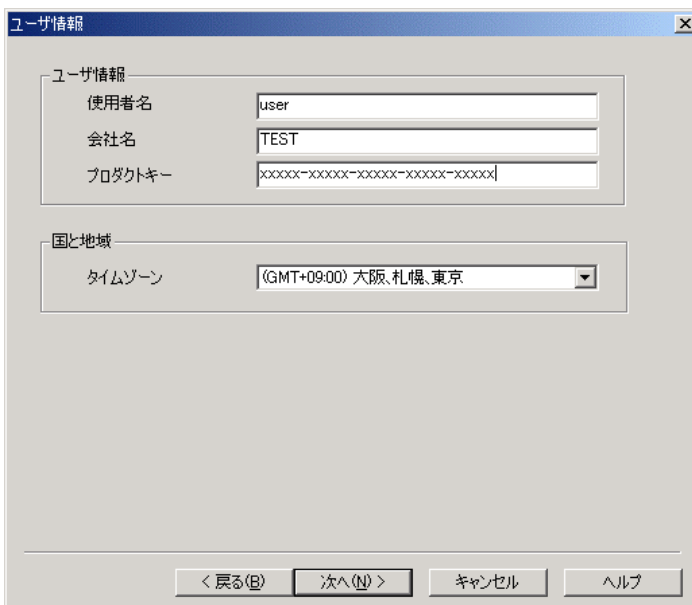 ユーザ情報
ユーザ情報
使用者名 user
会社名 TEST
プロダクトキー xxxxx-xxxxx-xxxxx-xxxxx-xxxxx
国と地域
タイムゾーン (GMT+09:00) 大阪、札幌、東京
< 戻る(B) 次へ(N) > キャンセル ヘルプ